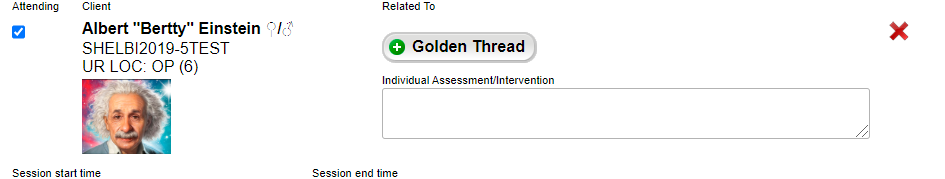 Attending Client Related To
Albert "Bertty" Einstein ♀/♂
SHELBI2019-5TEST
UR LOC: OP (6)
Golden Thread
Individual Assessment/Intervention
Session start time Session end time